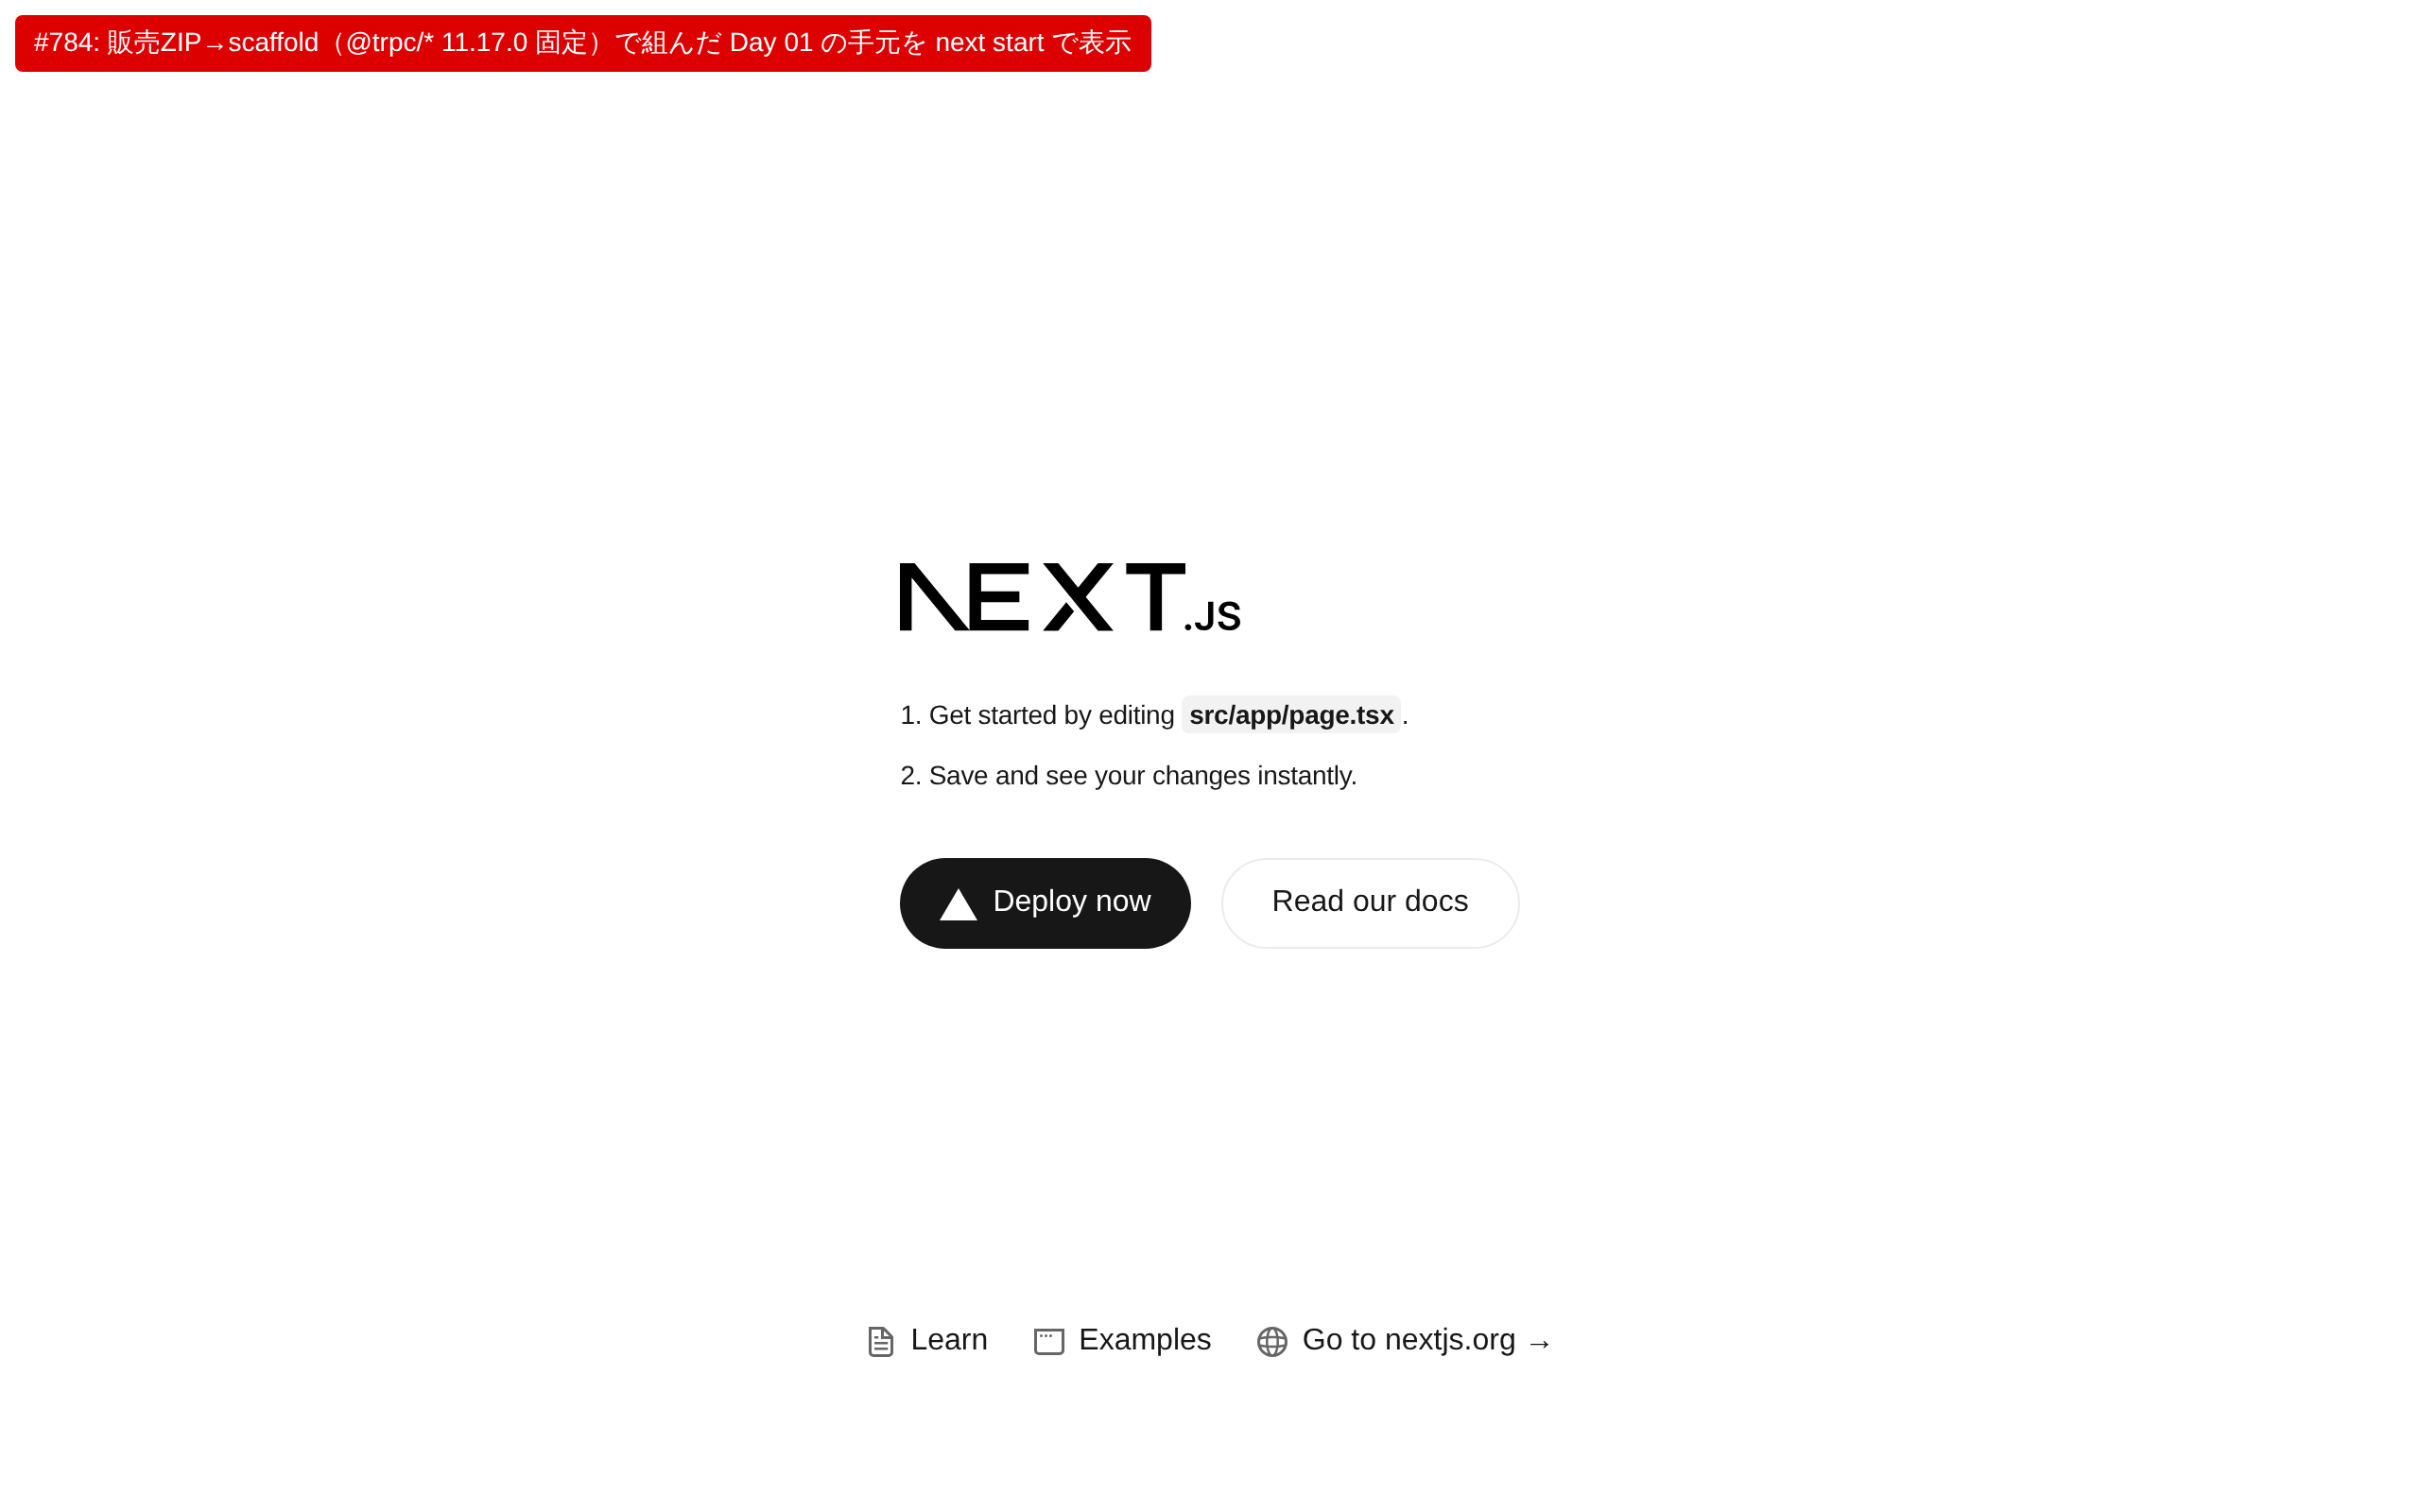 #784: 販売ZIP→scaffold（@trpc/* 11.17.0 固定）で組んだ Day 01 の手元を next start で表示
NEXT.JS
1. Get started by editing src/app/page.tsx.
2. Save and see your changes instantly.
Deploy now
Read our docs
Learn
Examples
Go to nextjs.org →